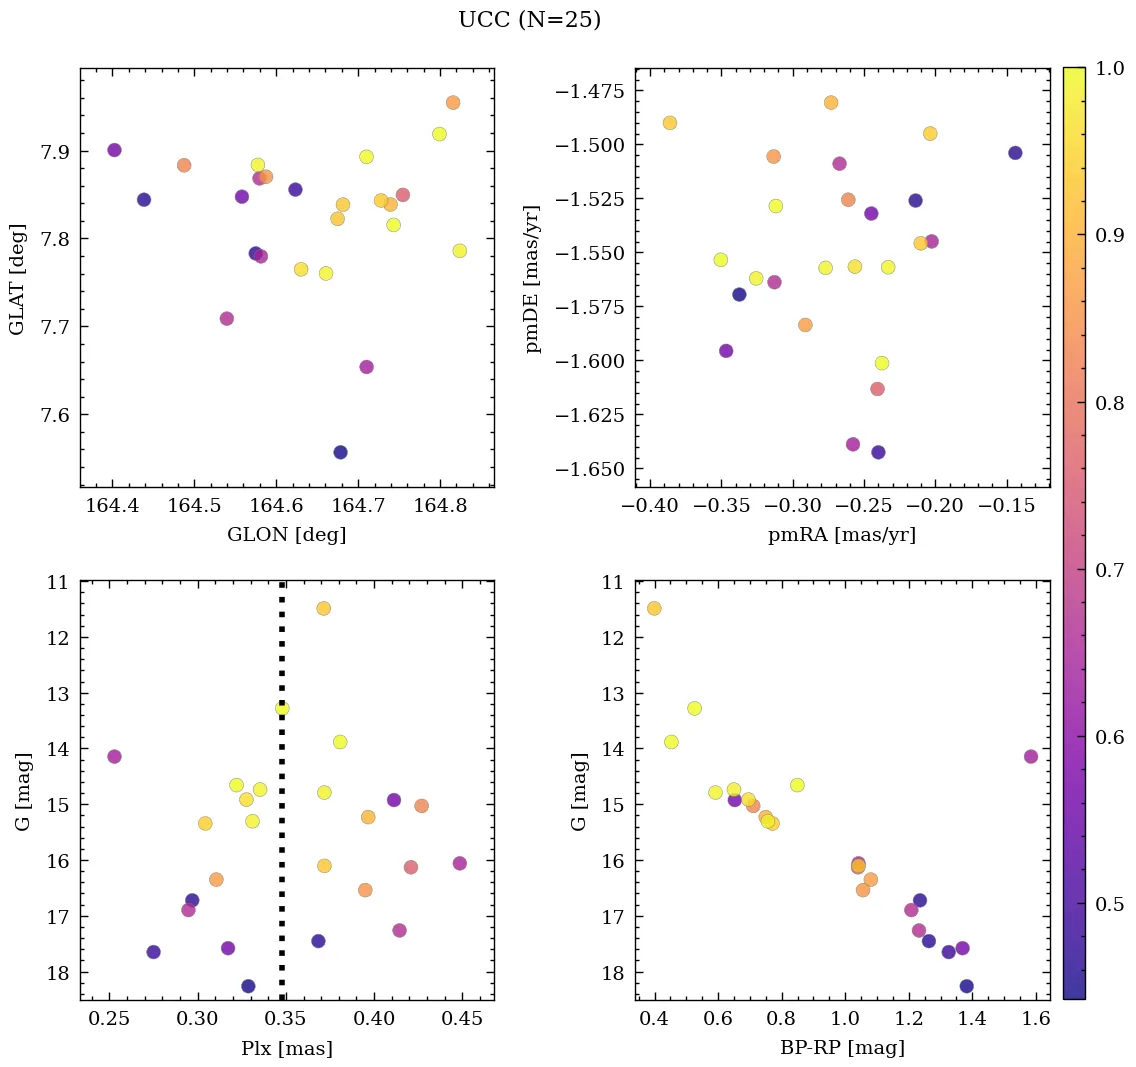 UCC (N=25)
7.9
7.8
7.7
7.6
GLAT [deg]
164.4 164.5 164.6 164.7 164.8
GLON [deg]
−1.475
−1.500
−1.525
−1.550
−1.575
−1.600
−1.625
−1.650
pmDE [mas/yr]
−0.40 −0.35 −0.30 −0.25 −0.20 −0.15
pmRA [mas/yr]
11
12
13
14
15
16
17
18
G [mag]
0.25 0.30 0.35 0.40 0.45
Plx [mas]
11
12
13
14
15
16
17
18
G [mag]
0.4 0.6 0.8 1.0 1.2 1.4 1.6
BP-RP [mag]
1.0
0.9
0.8
0.7
0.6
0.5